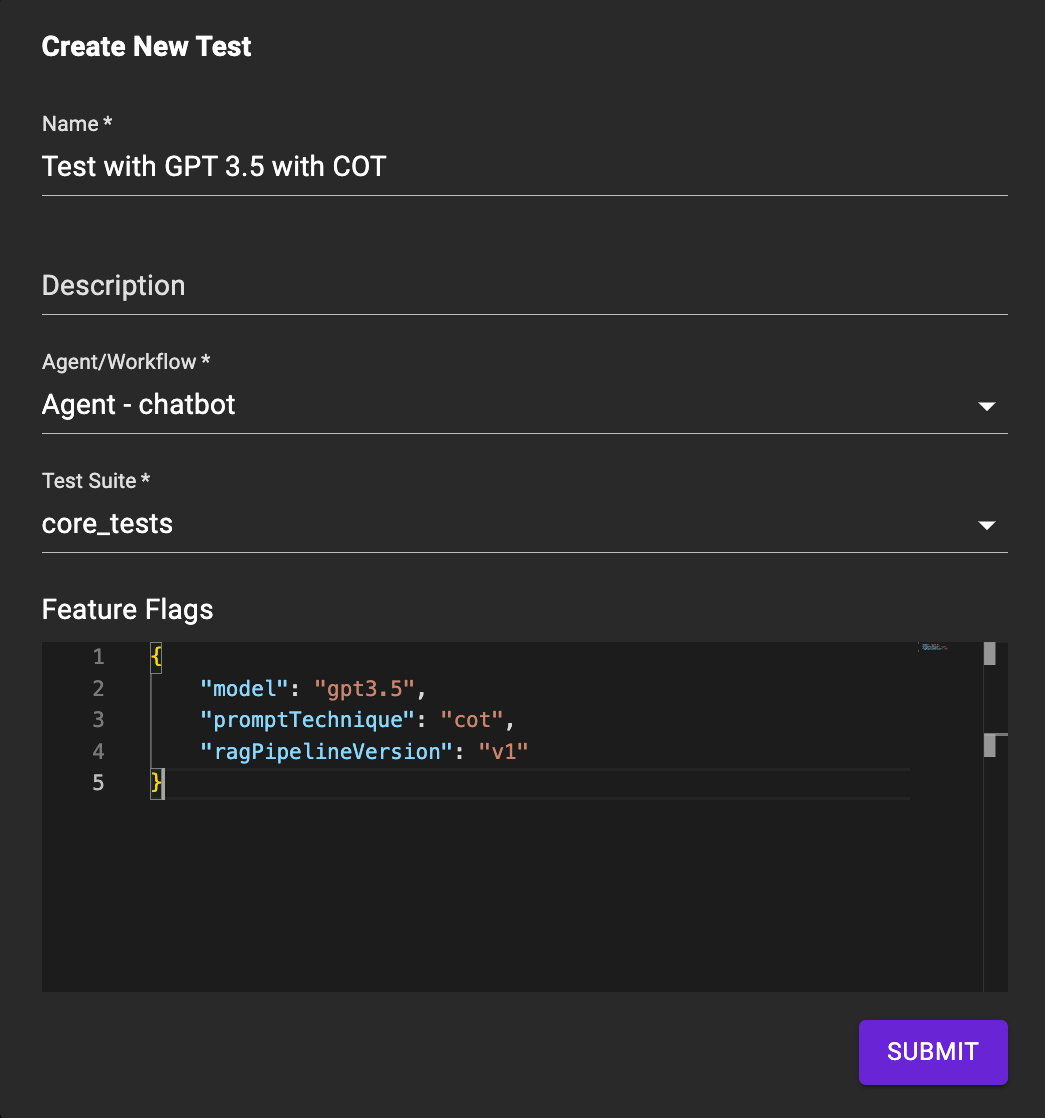 Create New Test
Name *
Test with GPT 3.5 with COT
Description
Agent/Workflow *
Agent - chatbot
Test Suite *
core_tests
Feature Flags
1 {
2 "model": "gpt3.5",
3 "promptTechnique": "cot",
4 "ragPipelineVersion": "v1"
5 }
SUBMIT